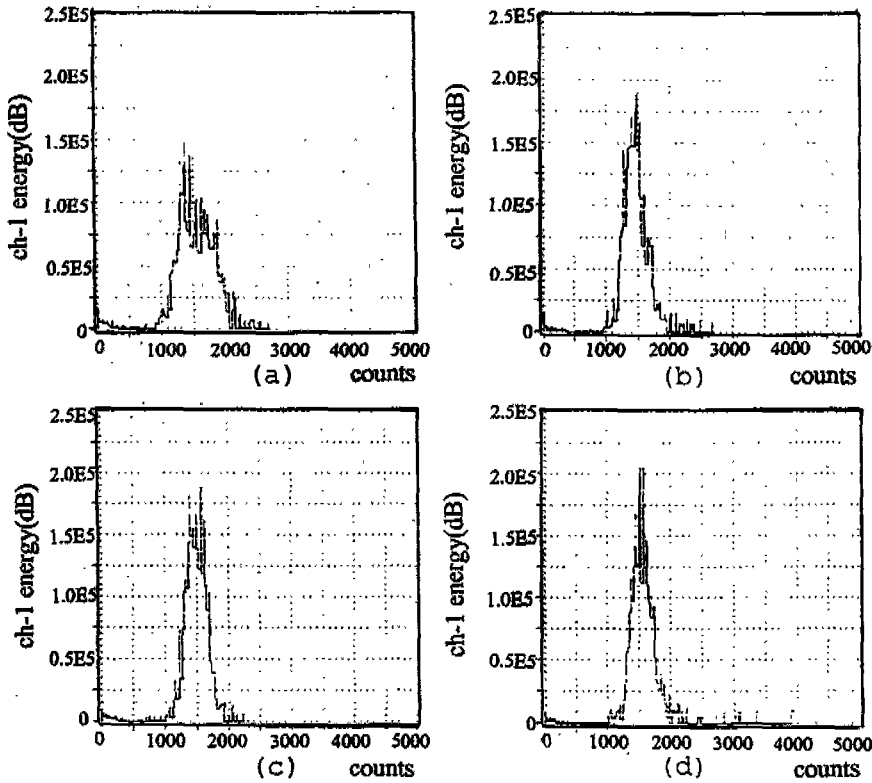 2.5E5
2.0E5
1.5E5
1.0E5
0.5E5
0
ch-1 energy(dB)
0 1000 2000 3000 4000 5000
(a) counts
2.5E5
2.0E5
1.5E5
1.0E5
0.5E5
0
ch-1 energy(dB)
0 1000 2000 3000 4000 5000
(b) counts
2.5E5
2.0E5
1.5E5
1.0E5
0.5E5
0
ch-1 energy(dB)
0 1000 2000 3000 4000 5000
(c) counts
2.5E5
2.0E5
1.5E5
1.0E5
0.5E5
0
ch-1 energy(dB)
0 1000 2000 3000 4000 5000
(d) counts